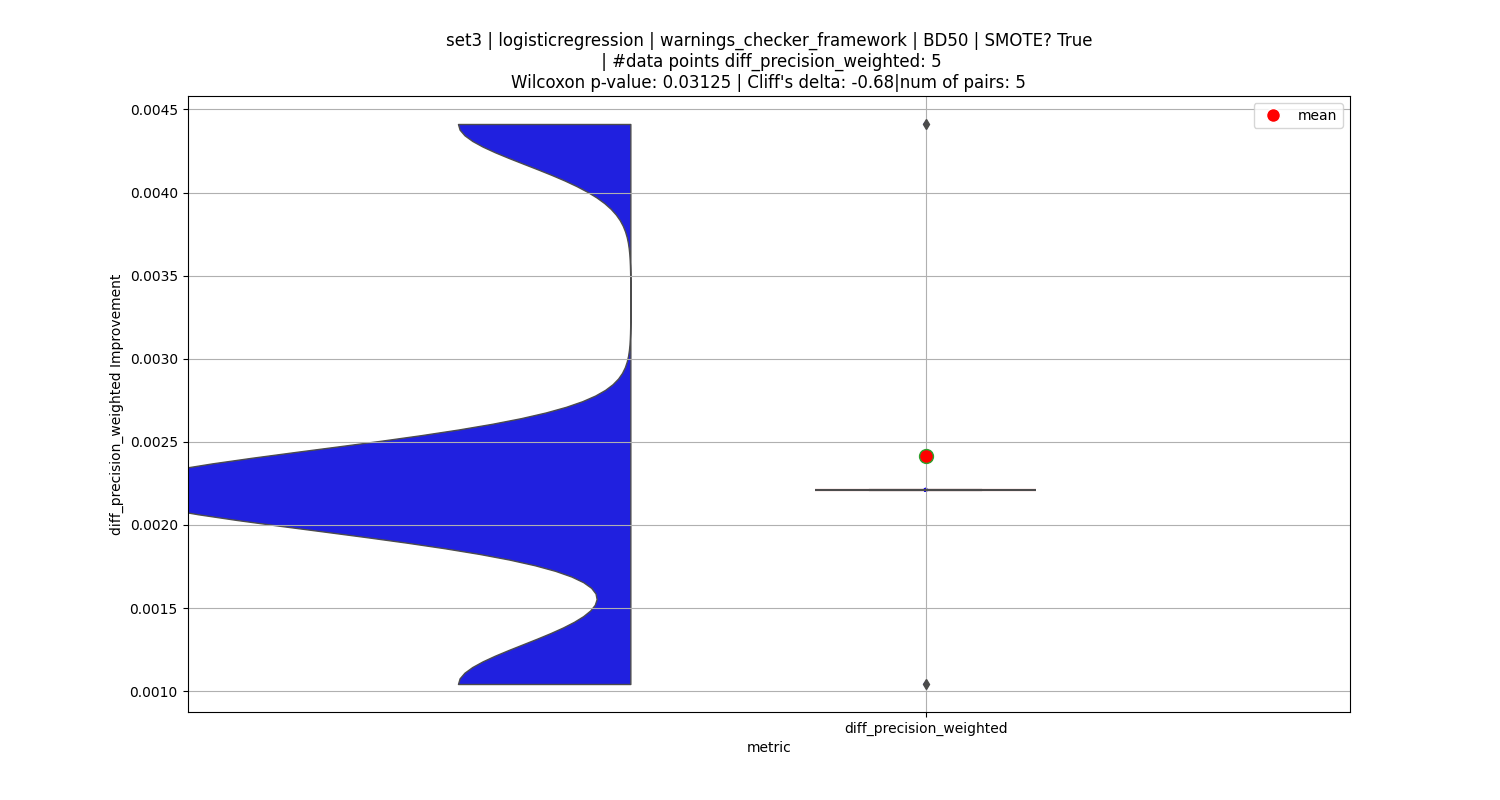 set3 | logisticregression | warnings_checker_framework | BD50 | SMOTE? True
| #data points diff_precision_weighted: 5
Wilcoxon p-value: 0.03125 | Cliff's delta: -0.68|num of pairs: 5
mean
0.0045
0.0040
0.0035
0.0030
0.0025
0.0020
0.0015
0.0010
diff_precision_weighted Improvement
diff_precision_weighted
metric